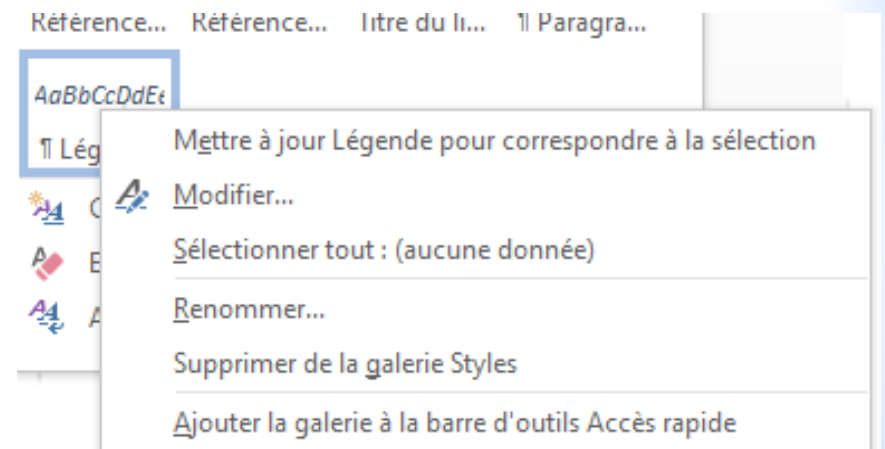 Référence... Référence... Titre du li... ¶ Paragra...
AaBbCcDdEe
¶ Lég
Mettre à jour Légende pour correspondre à la sélection
Modifier...
Sélectionner tout : (aucune donnée)
Renommer...
Supprimer de la galerie Styles
Ajouter la galerie à la barre d'outils Accès rapide